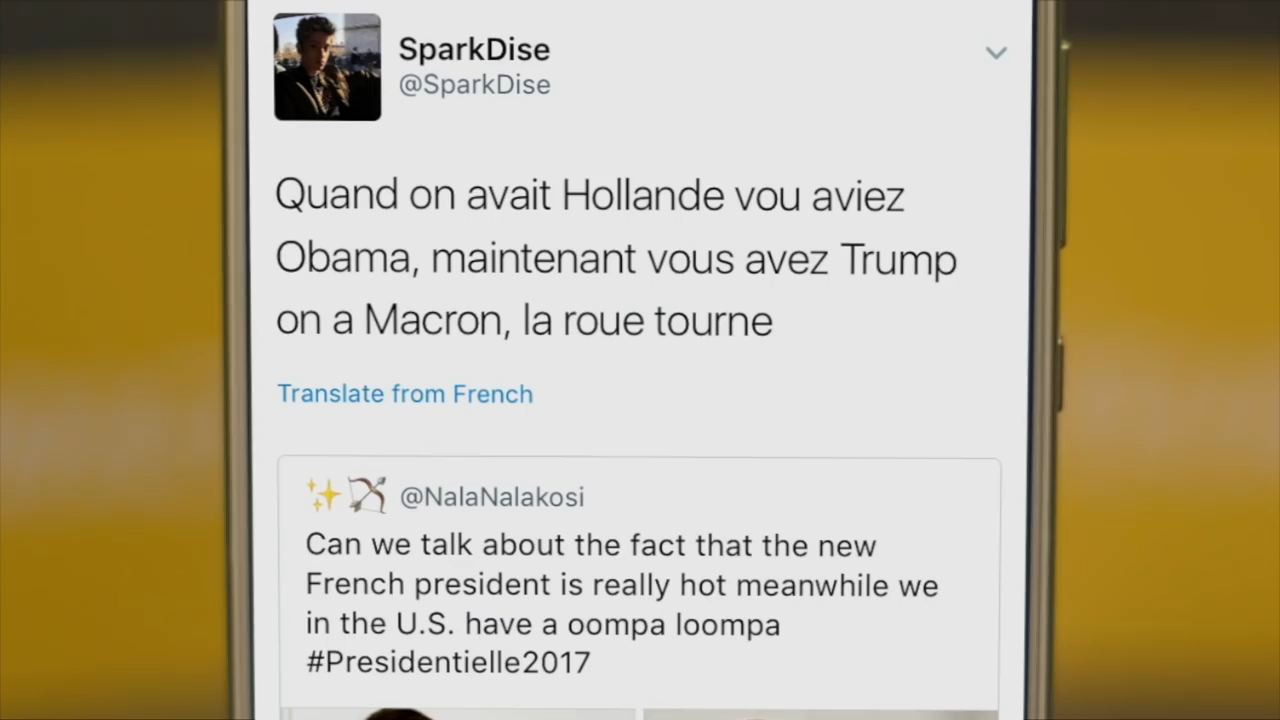 SparkDise
@SparkDise
Quand on avait Hollande vou aviez
Obama, maintenant vous avez Trump
on a Macron, la roue tourne
Translate from French
@NalaNalakosi
Can we talk about the fact that the new
French president is really hot meanwhile we
in the U.S. have a oompa loompa
#Presidentielle2017